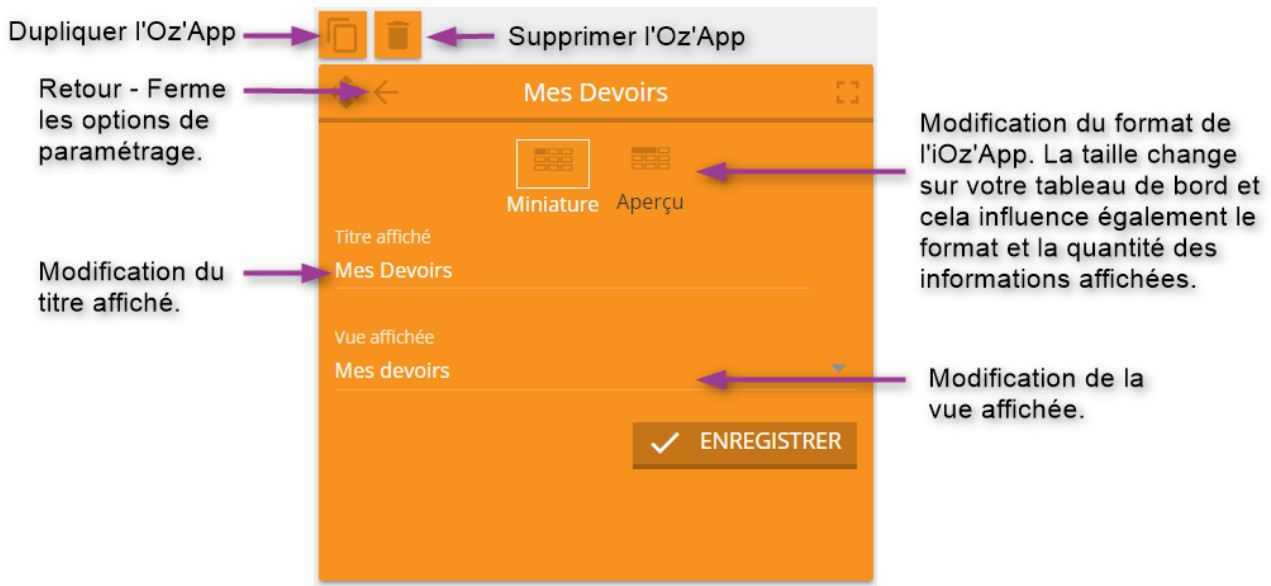 Dupliquer l'Oz'App
Supprimer l'Oz'App
Retour - Ferme
les options de
paramétrage.
Mes Devoirs
Miniature
Aperçu
Modification du format de
l'iOz'App. La taille change
sur votre tableau de bord et
cela influence également le
format et la quantité des
informations affichées.
Titre affiché
Mes Devoirs
Modification du
titre affiché.
Vue affichée
Mes devoirs
Modification de la
vue affichée.
ENREGISTRER